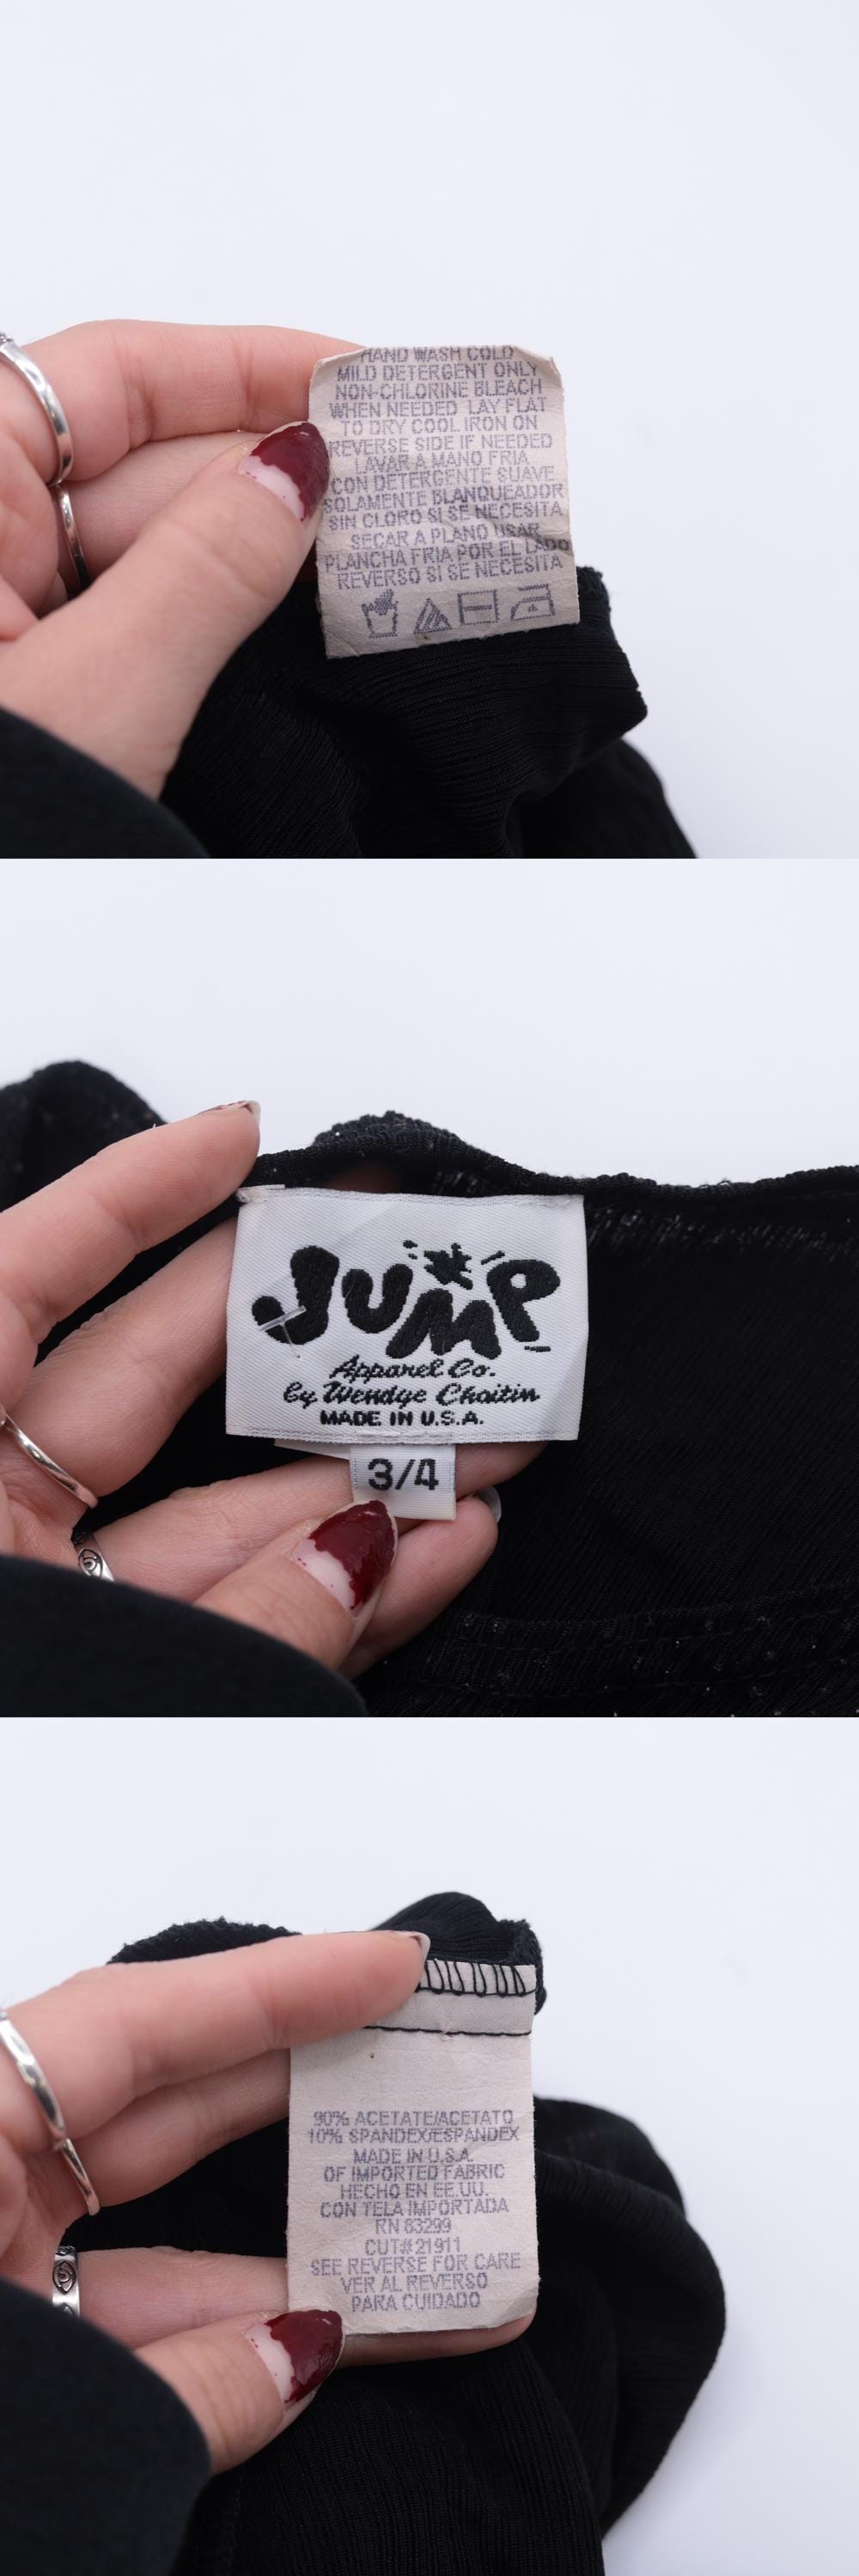 HAND WASH COLD
MILD DETERGENT ONLY
NON-CHLORINE BLEACH
WHEN NEEDED LAY FLAT
TO DRY COOL IRON ON
REVERSE SIDE IF NEEDED
LAVAR A MANO FRIA
CON DETERGENTE SUAVE
SOLAMENTE BLANQUEADOR
SIN CLORO SI SE NECESITA
SECAR A PLANO USAR
PLANCHA FRIA POR EL LADO
REVERSO SI SE NECESITA
JUMP
Apparel Co.
by Wendye Chaitin
MADE IN U.S.A.
3/4
90% ACETATE/ACETATO
10% SPANDEX/ESPANDEX
MADE IN U.S.A.
OF IMPORTED FABRIC
HECHO EN EE.UU.
CON TELA IMPORTADA
RN 83299
CUT# 21911
SEE REVERSE FOR CARE
VER AL REVERSO
PARA CUIDADO